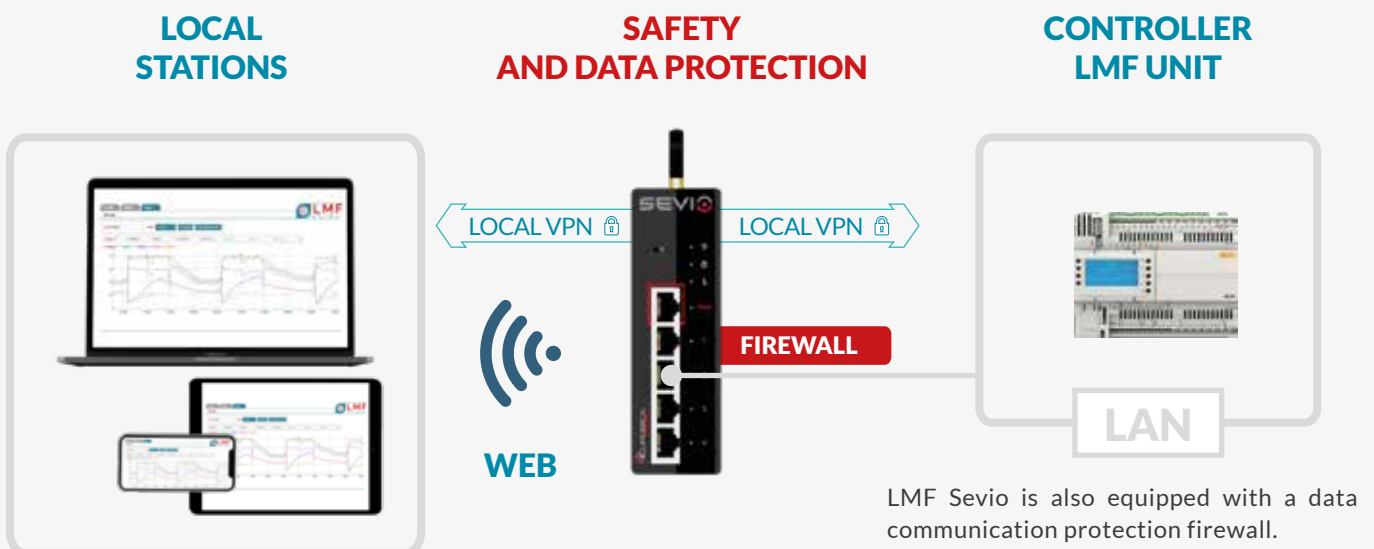 LOCAL
STATIONS
SAFETY
AND DATA PROTECTION
CONTROLLER
LMF UNIT
LMF
LMF
LOCAL VPN
SEVIO
LOCAL VPN
FIREWALL
WEB
LAN
LMF Sevio is also equipped with a data
communication protection firewall.